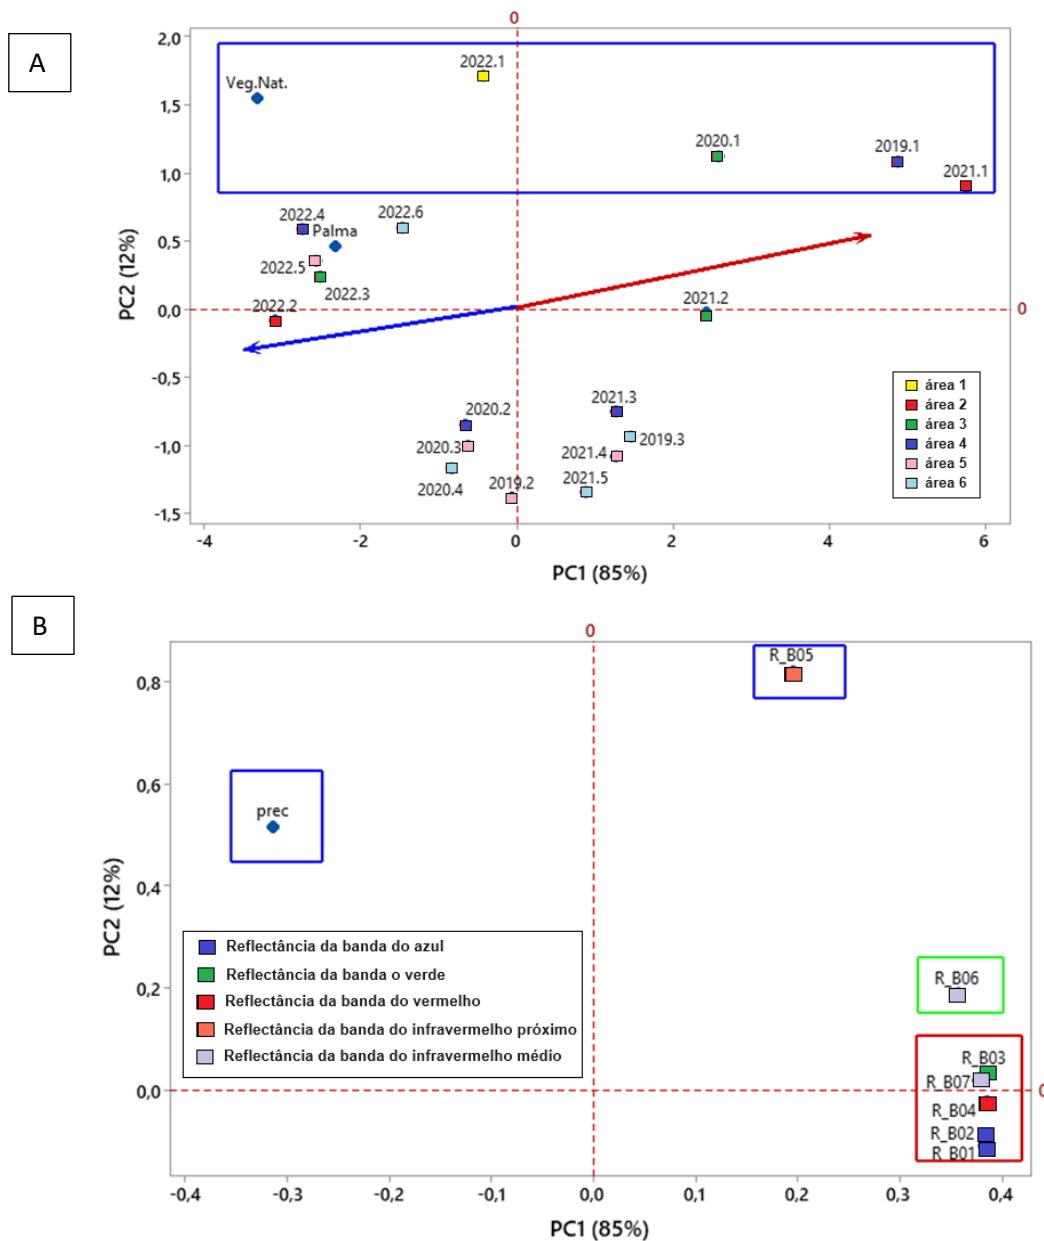 A
0
2,0
1,5
1,0
0,5
0,0
-0,5
-1,0
-1,5
PC2 (12%)
2022.1
Veg.Nat.
2020.1
2019.1
2021.1
2022.4
2022.6
Palma
2022.5
2022.3
2022.2
2021.2
0
2020.2
2021.3
2020.3
2019.3
2021.4
2020.4
2019.2
2021.5
área 1
área 2
área 3
área 4
área 5
área 6
-4
-2
0
2
4
6
PC1 (85%)
B
0
0,8
0,6
0,4
0,2
0,0
PC2 (12%)
R_B05
prec
Reflectância da banda do azul
Reflectância da banda o verde
Reflectância da banda do vermelho
Reflectância da banda do infravermelho próximo
Reflectância da banda do infravermelho médio
R_B06
R_B03
R_B07
0
R_B04
R_B02
R_B01
-0,4
-0,3
-0,2
-0,1
0,0
0,1
0,2
0,3
0,4
PC1 (85%)